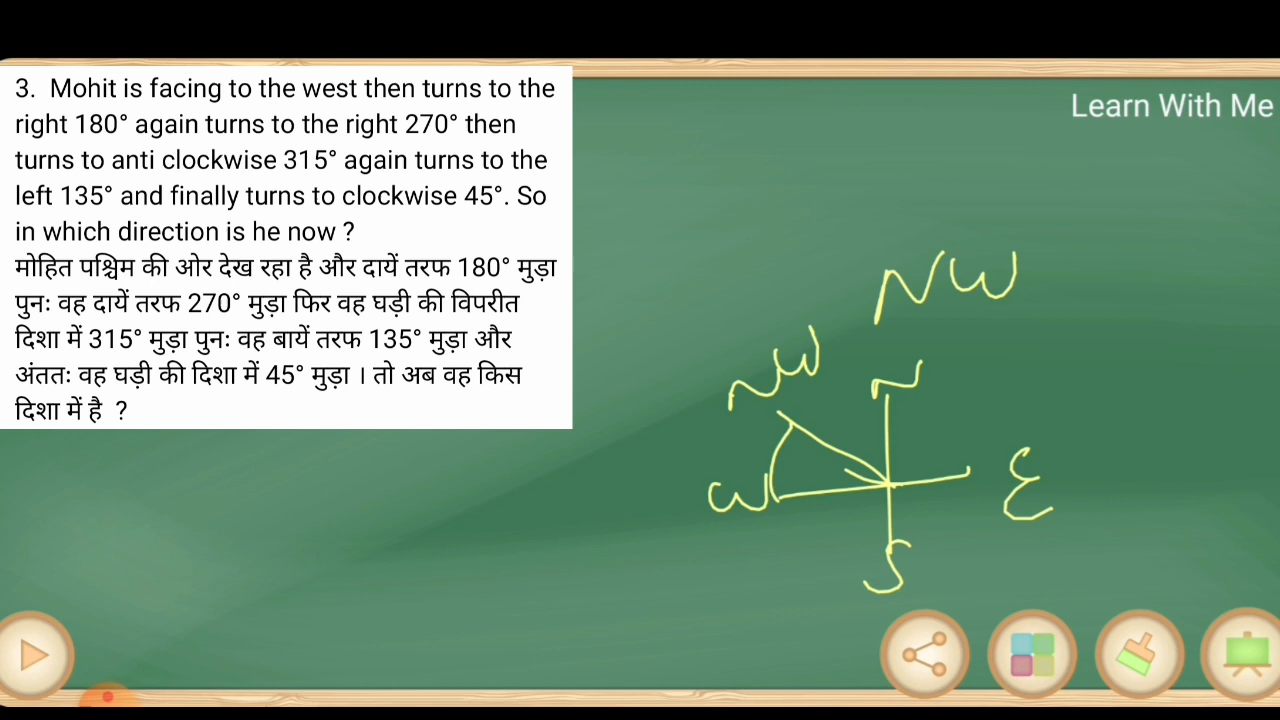 3. Mohit is facing to the west then turns to the
right 180° again turns to the right 270° then
turns to anti clockwise 315° again turns to the
left 135° and finally turns to clockwise 45°. So
in which direction is he now ?
मोहित पश्चिम की ओर देख रहा है और दायें तरफ 180° मुड़ा
पुनः वह दायें तरफ 270° मुड़ा फिर वह घड़ी की विपरीत
दिशा में 315° मुड़ा पुनः वह बायें तरफ 135° मुड़ा और
अंततः वह घड़ी की दिशा में 45° मुड़ा । तो अब वह किस
दिशा में है ?
Learn With Me
NW
NW
N
W
E
S